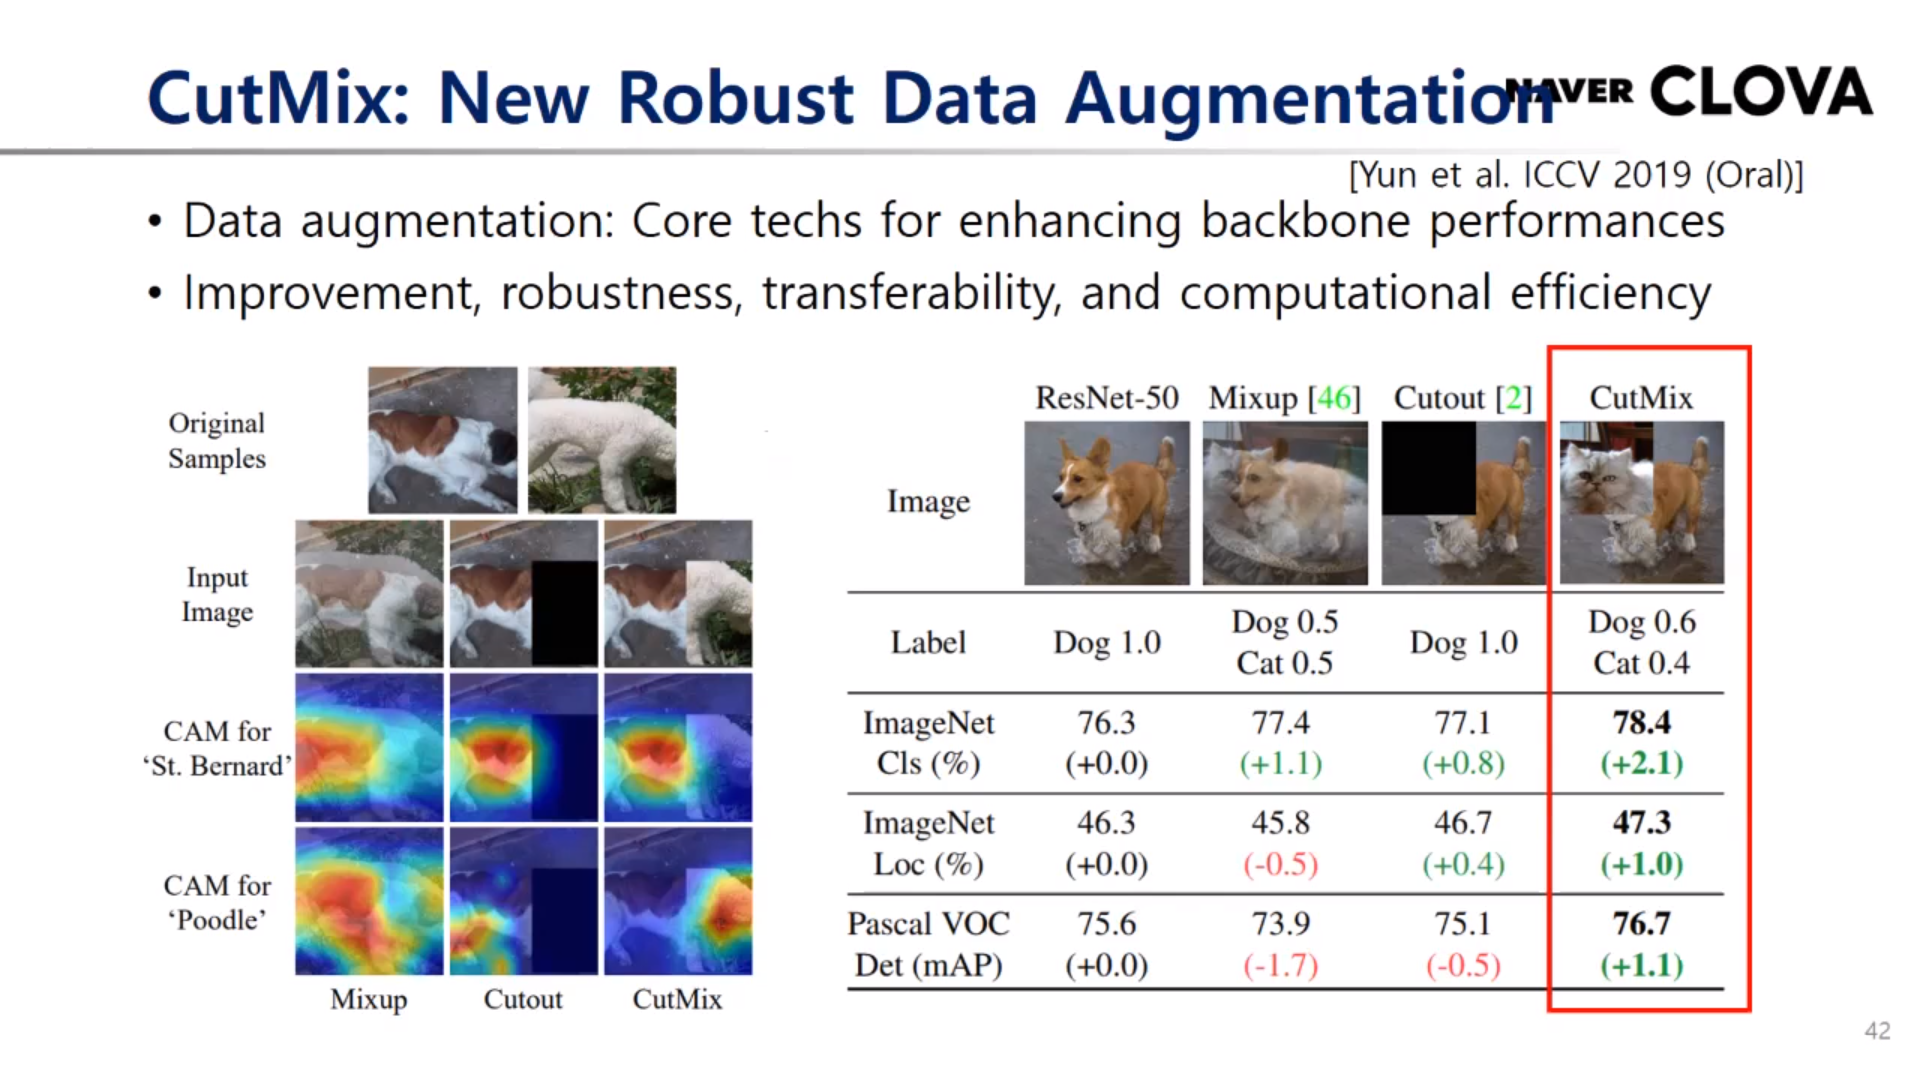 CutMix: New Robust Data Augmentation
NAVER CLOVA
[Yun et al. ICCV 2019 (Oral)]
• Data augmentation: Core techs for enhancing backbone performances
• Improvement, robustness, transferability, and computational efficiency
Original
Samples
Input
Image
CAM for
‘St. Bernard’
CAM for
‘Poodle’
Mixup Cutout CutMix
ResNet-50 Mixup [46] Cutout [2] CutMix
Image
Label Dog 1.0 Dog 0.5 Cat 0.5 Dog 1.0 Dog 0.6 Cat 0.4
ImageNet 76.3 77.4 77.1 78.4
Cls (%) (+0.0) (+1.1) (+0.8) (+2.1)
ImageNet 46.3 45.8 46.7 47.3
Loc (%) (+0.0) (-0.5) (+0.4) (+1.0)
Pascal VOC 75.6 73.9 75.1 76.7
Det (mAP) (+0.0) (-1.7) (-0.5) (+1.1)
42